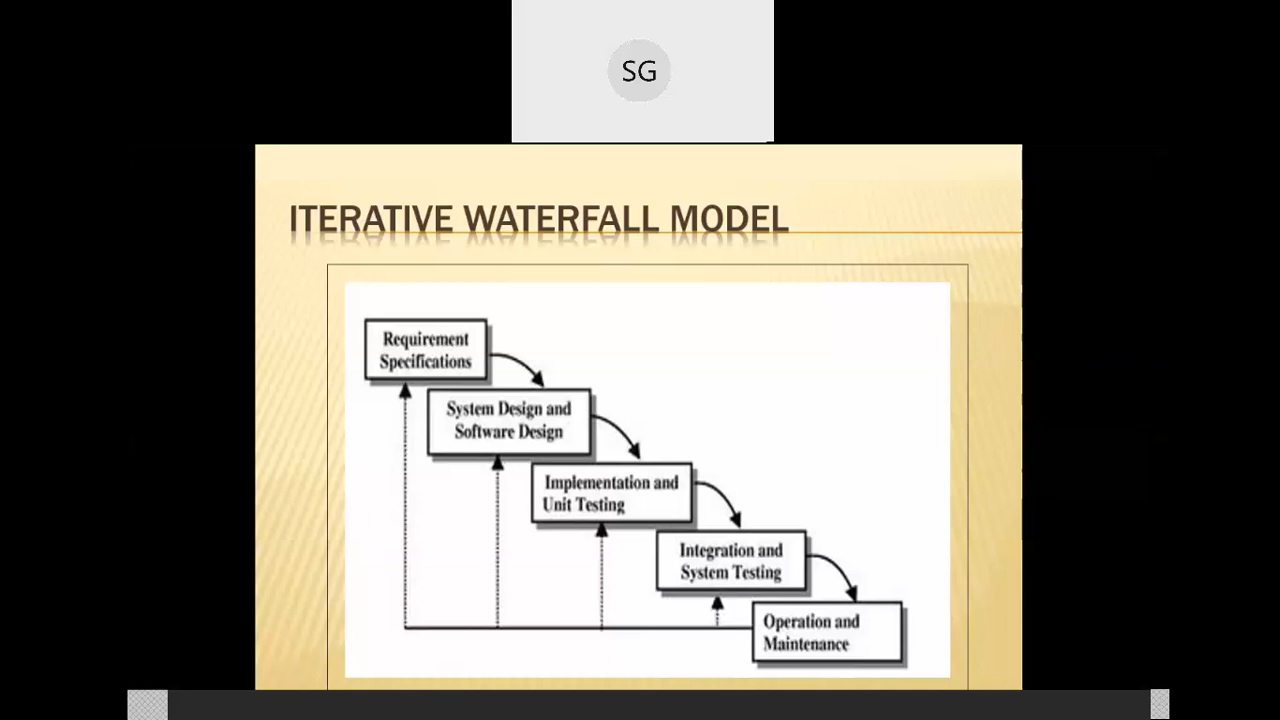 SG
ITERATIVE WATERFALL MODEL
Requirement
Specifications
System Design and
Software Design
Implementation and
Unit Testing
Integration and
System Testing
Operation and
Maintenance